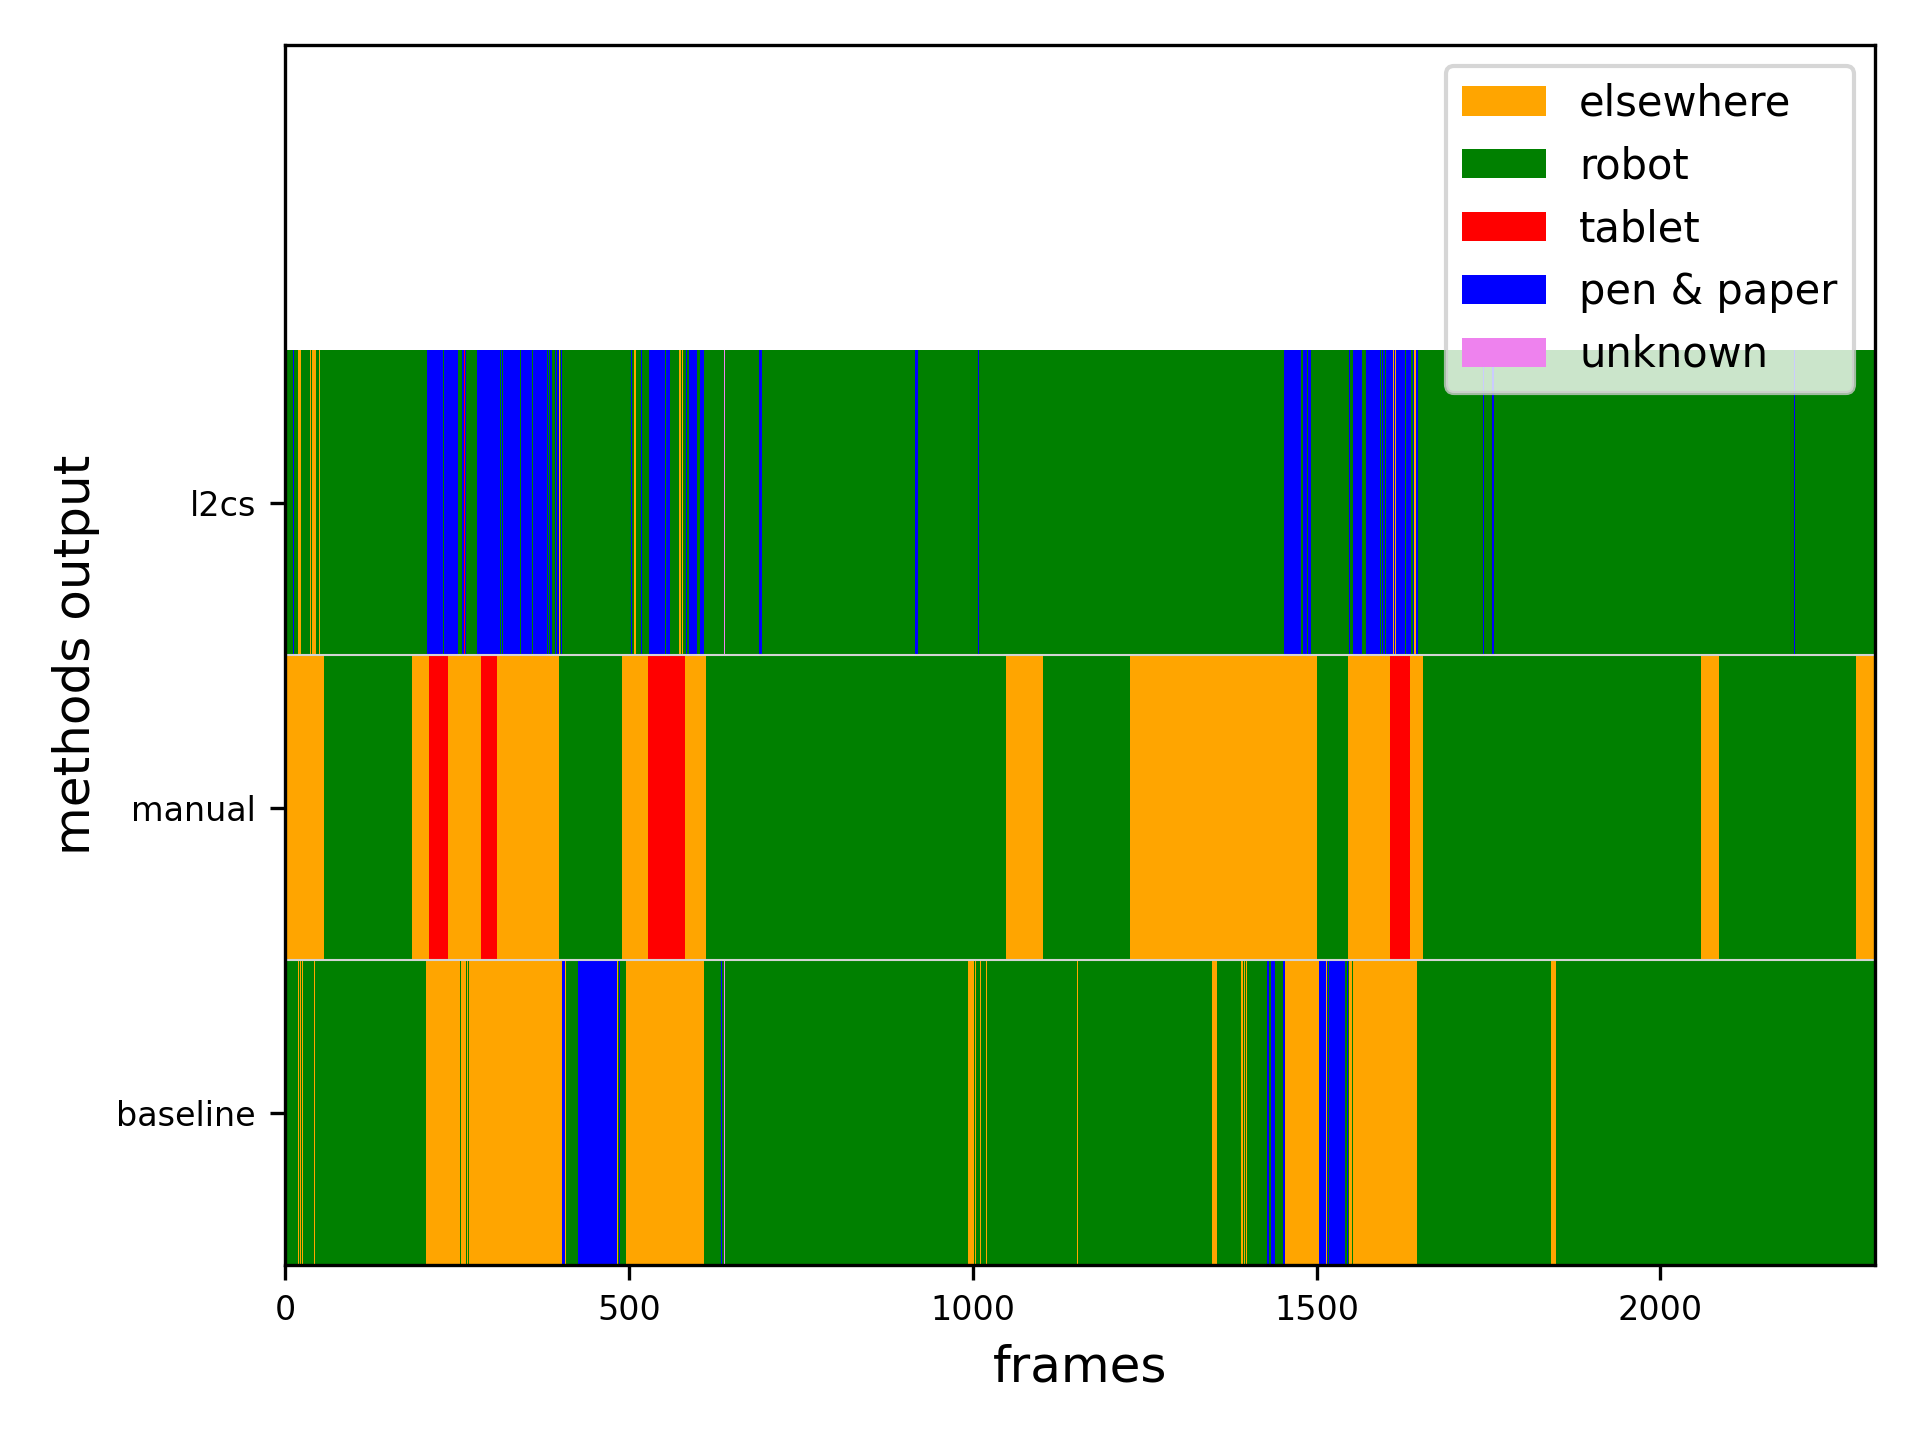 elsewhere
robot
tablet
pen & paper
unknown
methods output
l2cs
manual
baseline
0 500 1000 1500 2000
frames